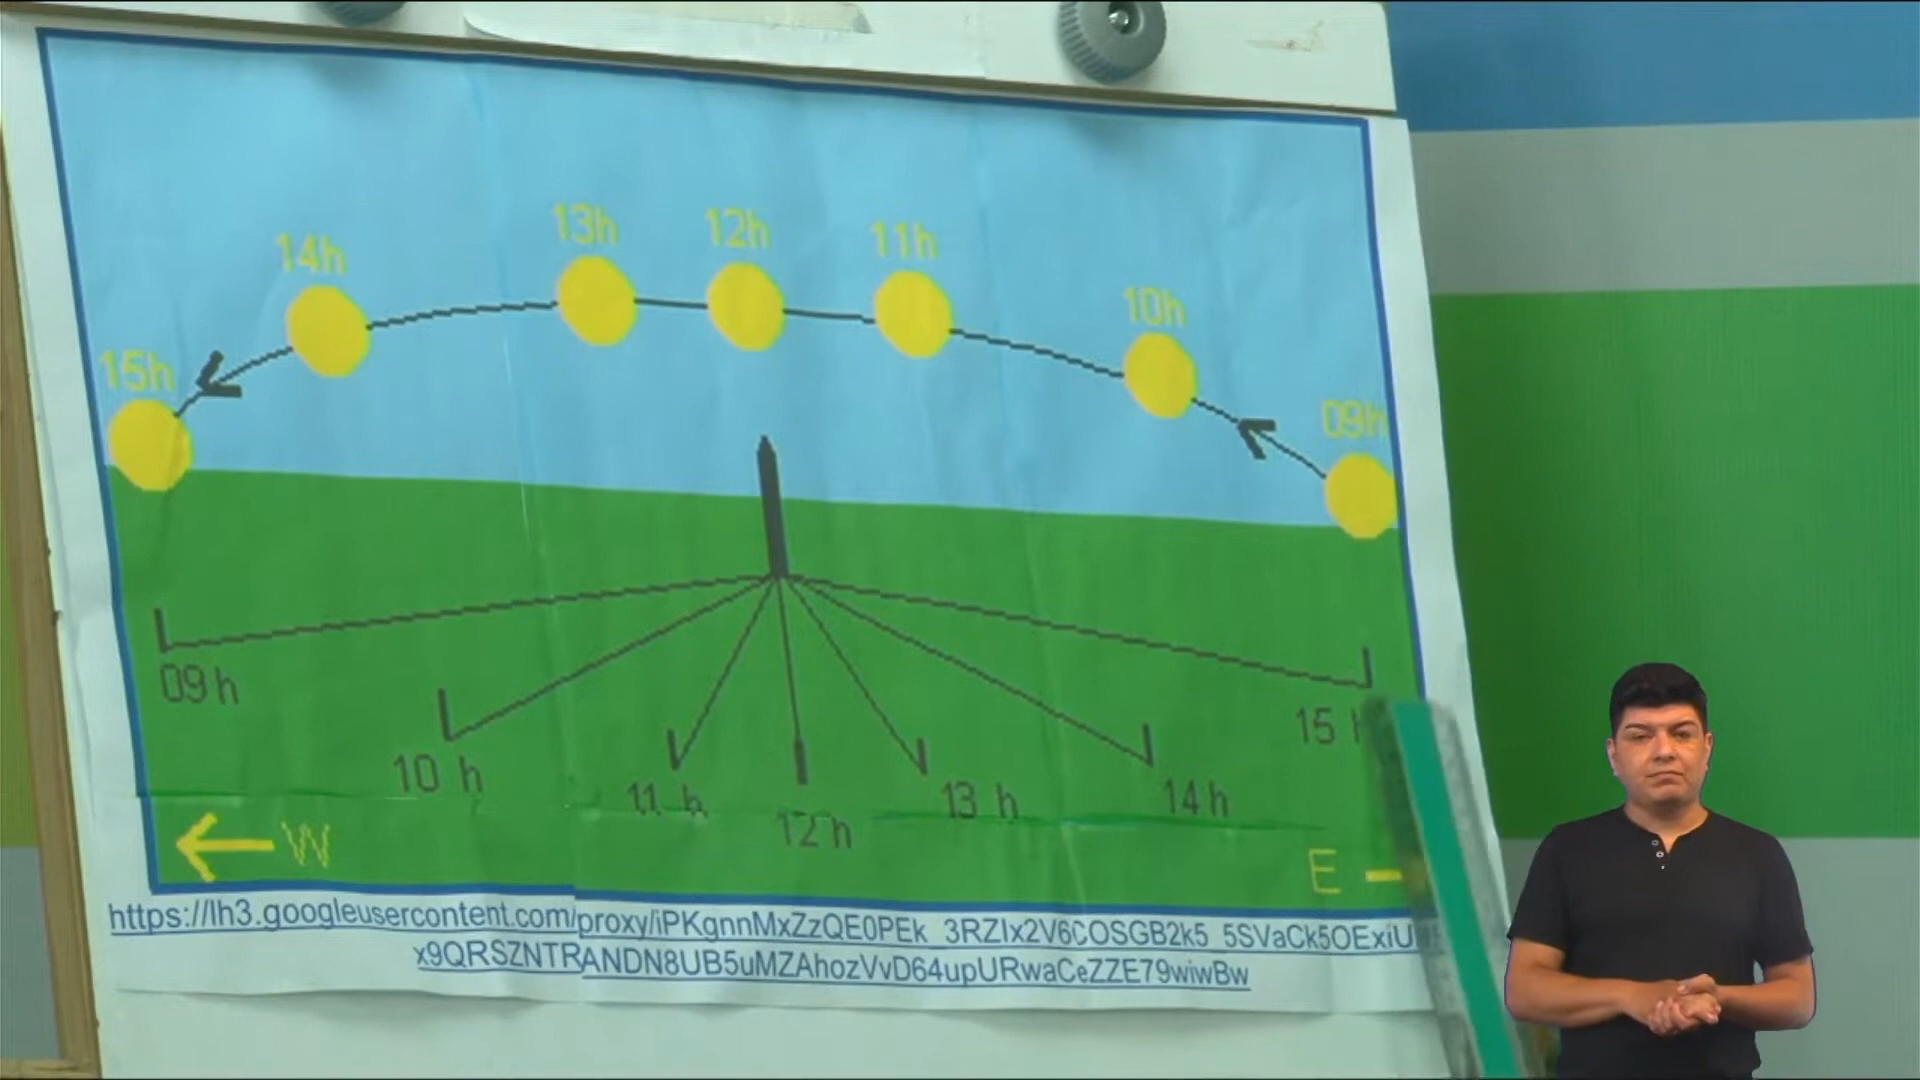 13h
12h
11h
14h
10h
15h
09h
09 h
15 h
10 h
11 h
13 h
14 h
12 h
W
E
https://lh3.googleusercontent.com/proxy/iPKgnnMxZzQE0PEk_3RZIx2V6COSGB2k5_5SVaCk5OExiU
x9QRSZNTRANDN8UB5uMZAhozVvD64upURwaCeZZE79wiwBw